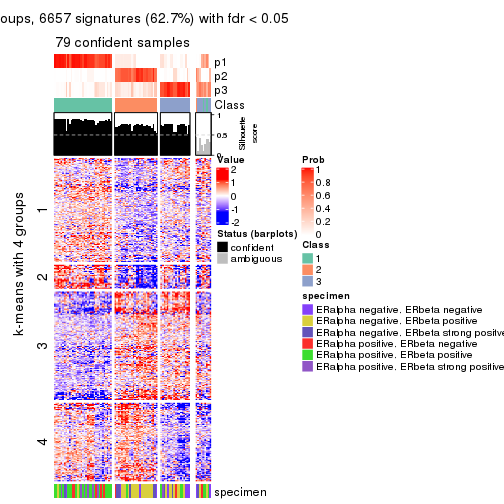 oups, 6657 signatures (62.7%) with fdr < 0.05
79 confident samples
p1
p2
p3
Class
1
0.5
0
Silhouette
score
k-means with 4 groups
1
2
3
4
specimen
Value
2
1
0
-1
-2
Status (barplots)
confident
ambiguous
Prob
1
0.8
0.6
0.4
0.2
0
Class
1
2
3
specimen
ERalpha negative. ERbeta negative
ERalpha negative. ERbeta positive
ERalpha negative. ERbeta strong positive
ERalpha positive. ERbeta negative
ERalpha positive. ERbeta positive
ERalpha positive. ERbeta strong positive